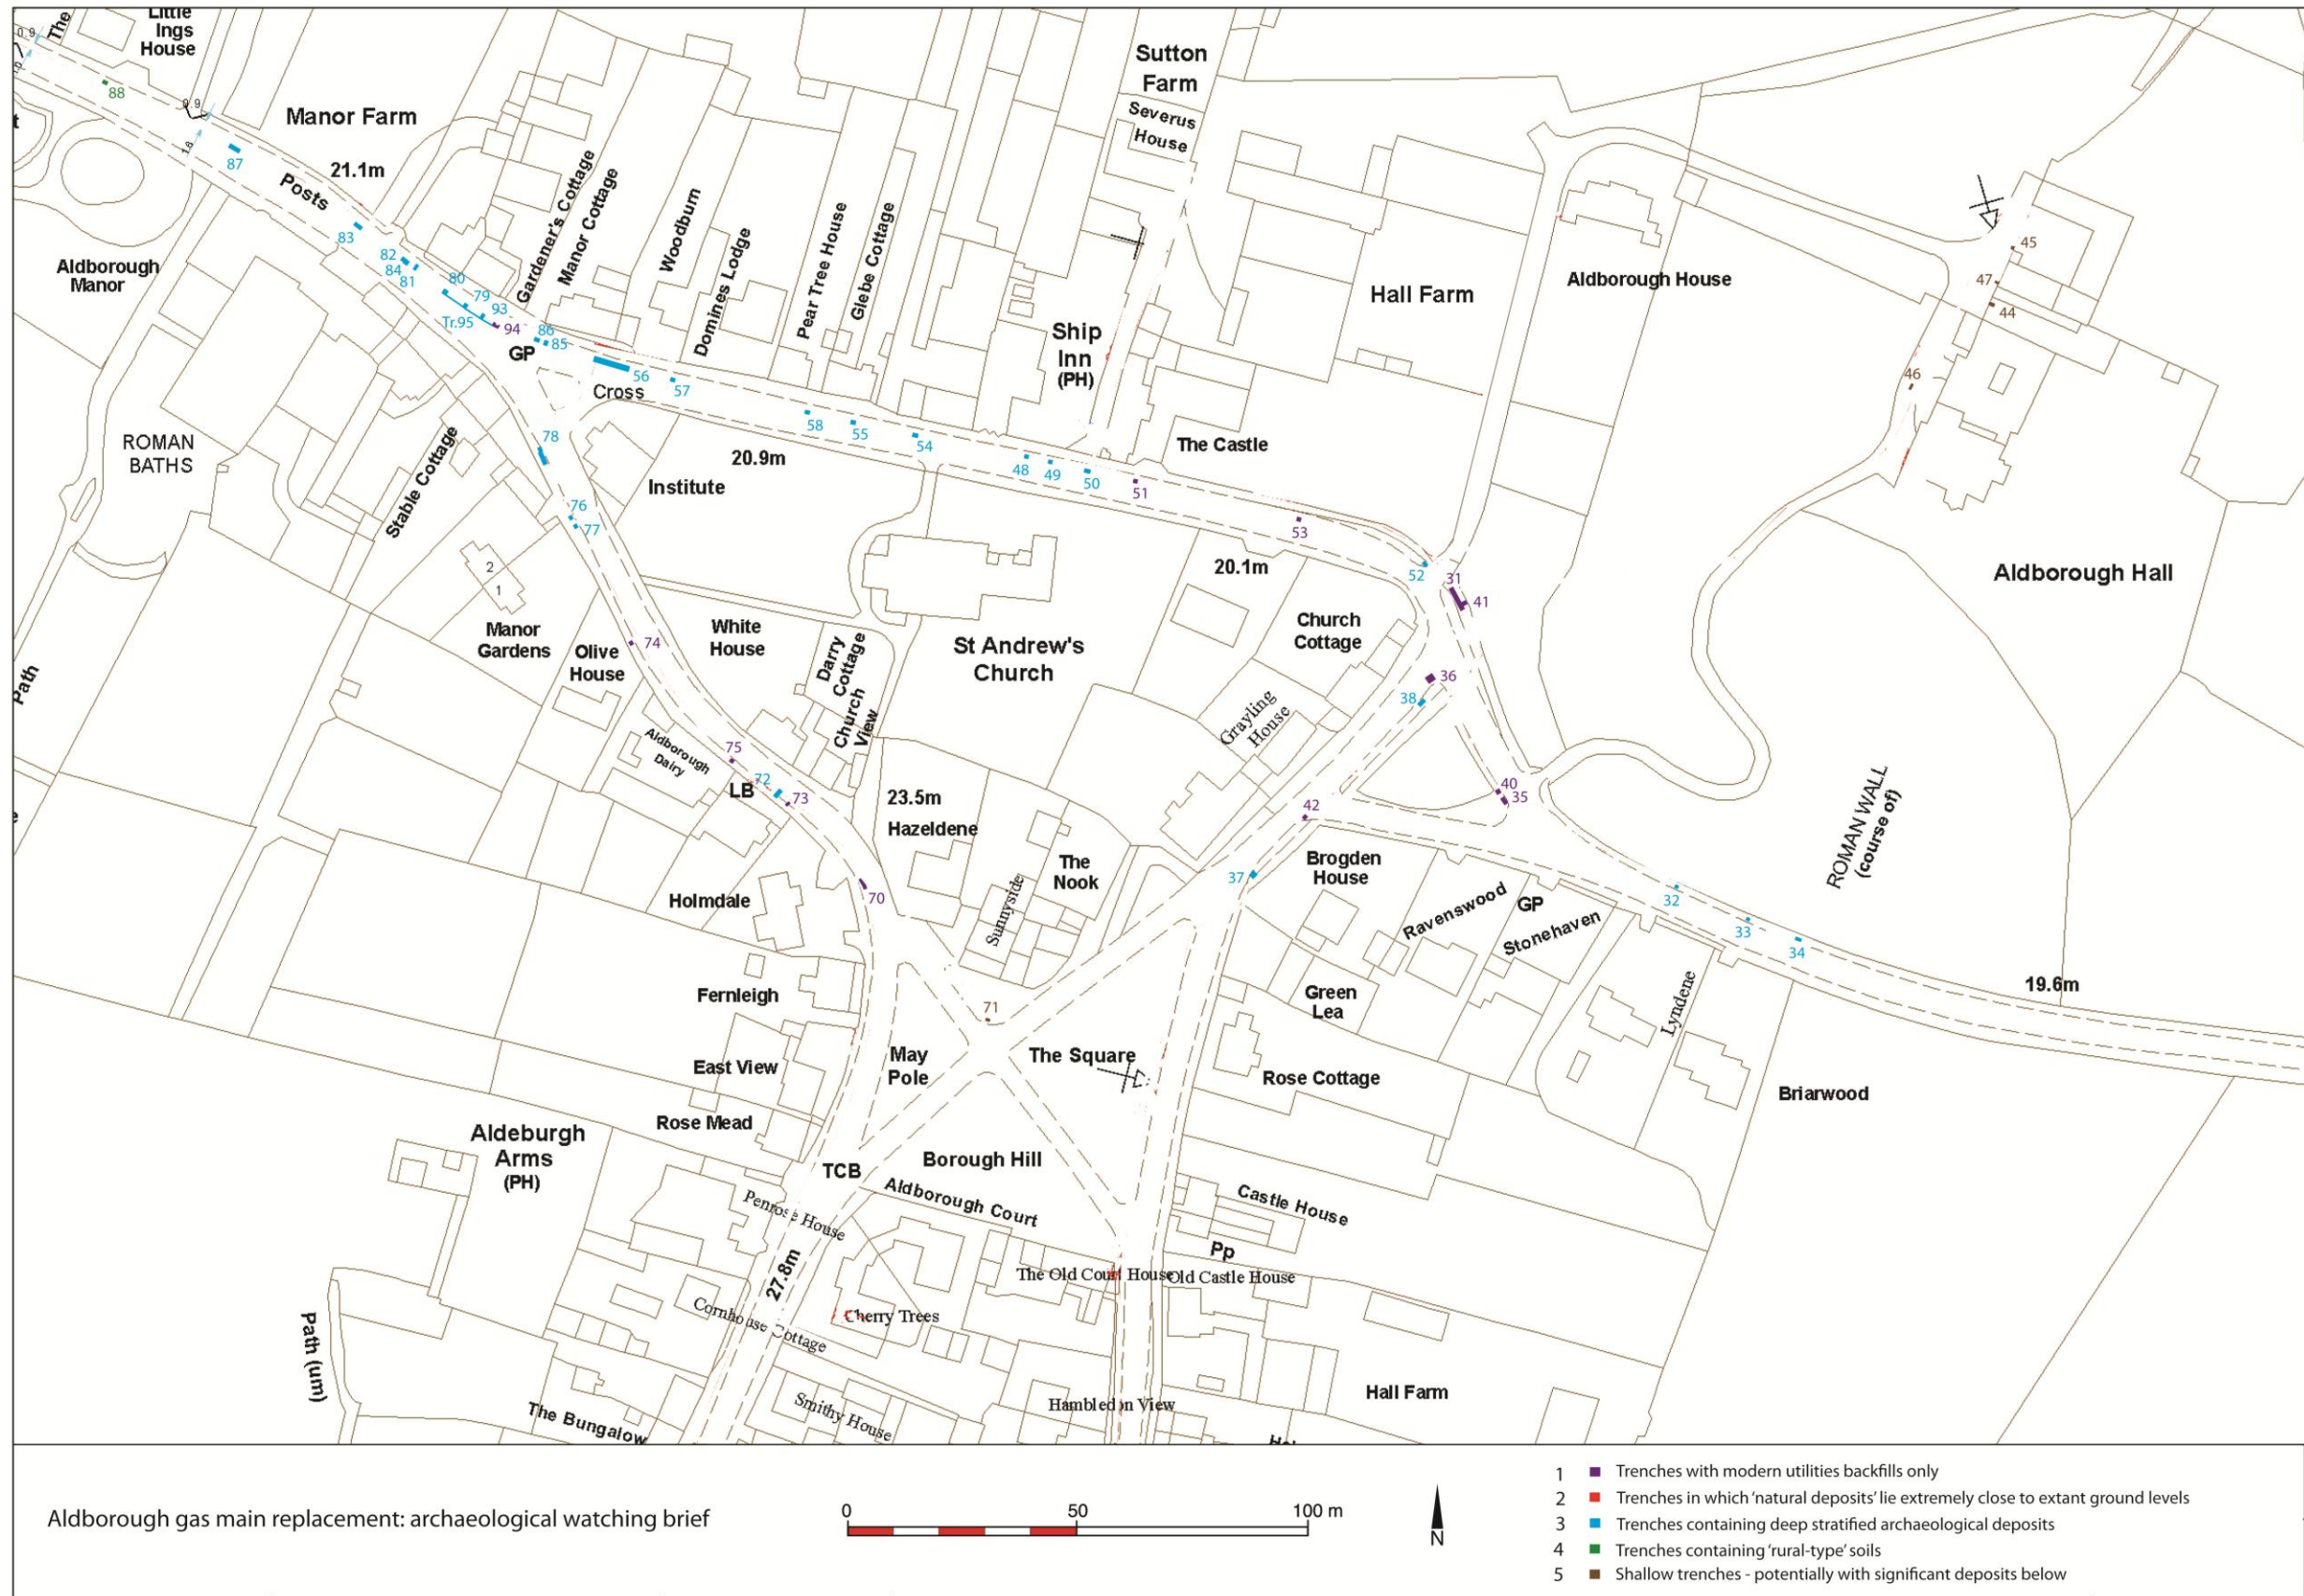 The
Little
Ings
House
0.9
88
0.9
1.8
87
Manor Farm
21.1m
Posts
83
82
84
81
80
79
93
Tr.95
94
86
85
GP
Aldborough
Manor
Gardener's Cottage
Manor Cottage
Woodburn
Domines Lodge
Pear Tree House
Glebe Cottage
Sutton
Farm
Severus
House
Ship
Inn
(PH)
Hall Farm
Aldborough House
45
47
44
46
56
57
Cross
58
55
54
48
49
50
51
53
The Castle
20.9m
Institute
78
76
77
ROMAN
BATHS
Stable Cottage
2
1
Manor
Gardens
Olive
House
74
White
House
Darry
Cottage
Church
View
St Andrew's
Church
20.1m
Church
Cottage
52
31
41
36
38
Grayling
House
Aldborough Hall
Path
Aldborough
Dairy
75
72
LB
73
23.5m
Hazeldene
70
The
Nook
Sunnyside
42
40
35
37
Brogden
House
Ravenswood
GP
Stonehaven
32
33
34
ROMAN WALL
(course of)
19.6m
Holmdale
Fernleigh
71
Green
Lea
Lyndene
East View
May
Pole
The Square
Rose Cottage
Briarwood
Rose Mead
Aldeburgh
Arms
(PH)
TCB
Borough Hill
Aldborough Court
Penrose House
Castle House
Pp
27.8m
The Old Court House
Old Castle House
Cherry Trees
Cornhouse Cottage
Path (um)
The Bungalow
Smithy House
Hambledon View
Hall Farm
Aldborough gas main replacement: archaeological watching brief
0 50 100 m
N
1 Trenches with modern utilities backfills only
2 Trenches in which 'natural deposits' lie extremely close to extant ground levels
3 Trenches containing deep stratified archaeological deposits
4 Trenches containing 'rural-type' soils
5 Shallow trenches - potentially with significant deposits below